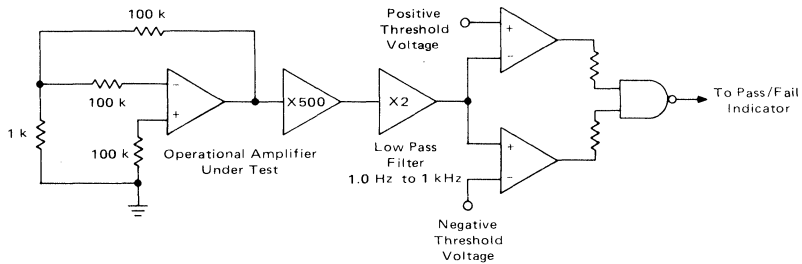 100 k
Positive
Threshold
Voltage
+
−
−
+
100 k
X500
X2
To Pass/Fail
Indicator
1 k
100 k
Operational Amplifier
Under Test
Low Pass
Filter
1.0 Hz to 1 kHz
+
−
Negative
Threshold
Voltage